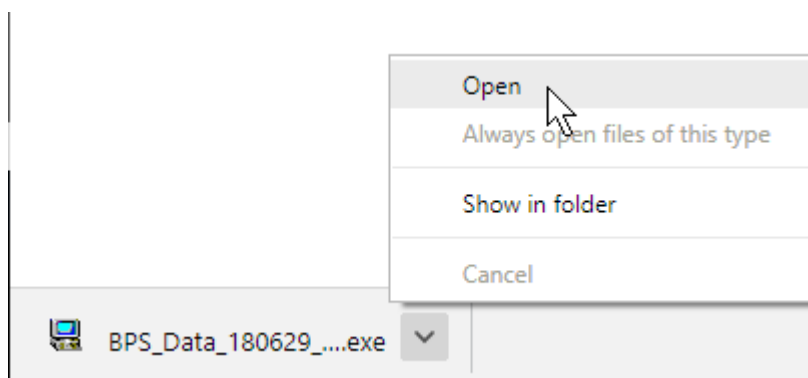 Open
Always open files of this type
Show in folder
Cancel
BPS_Data_180629_....exe